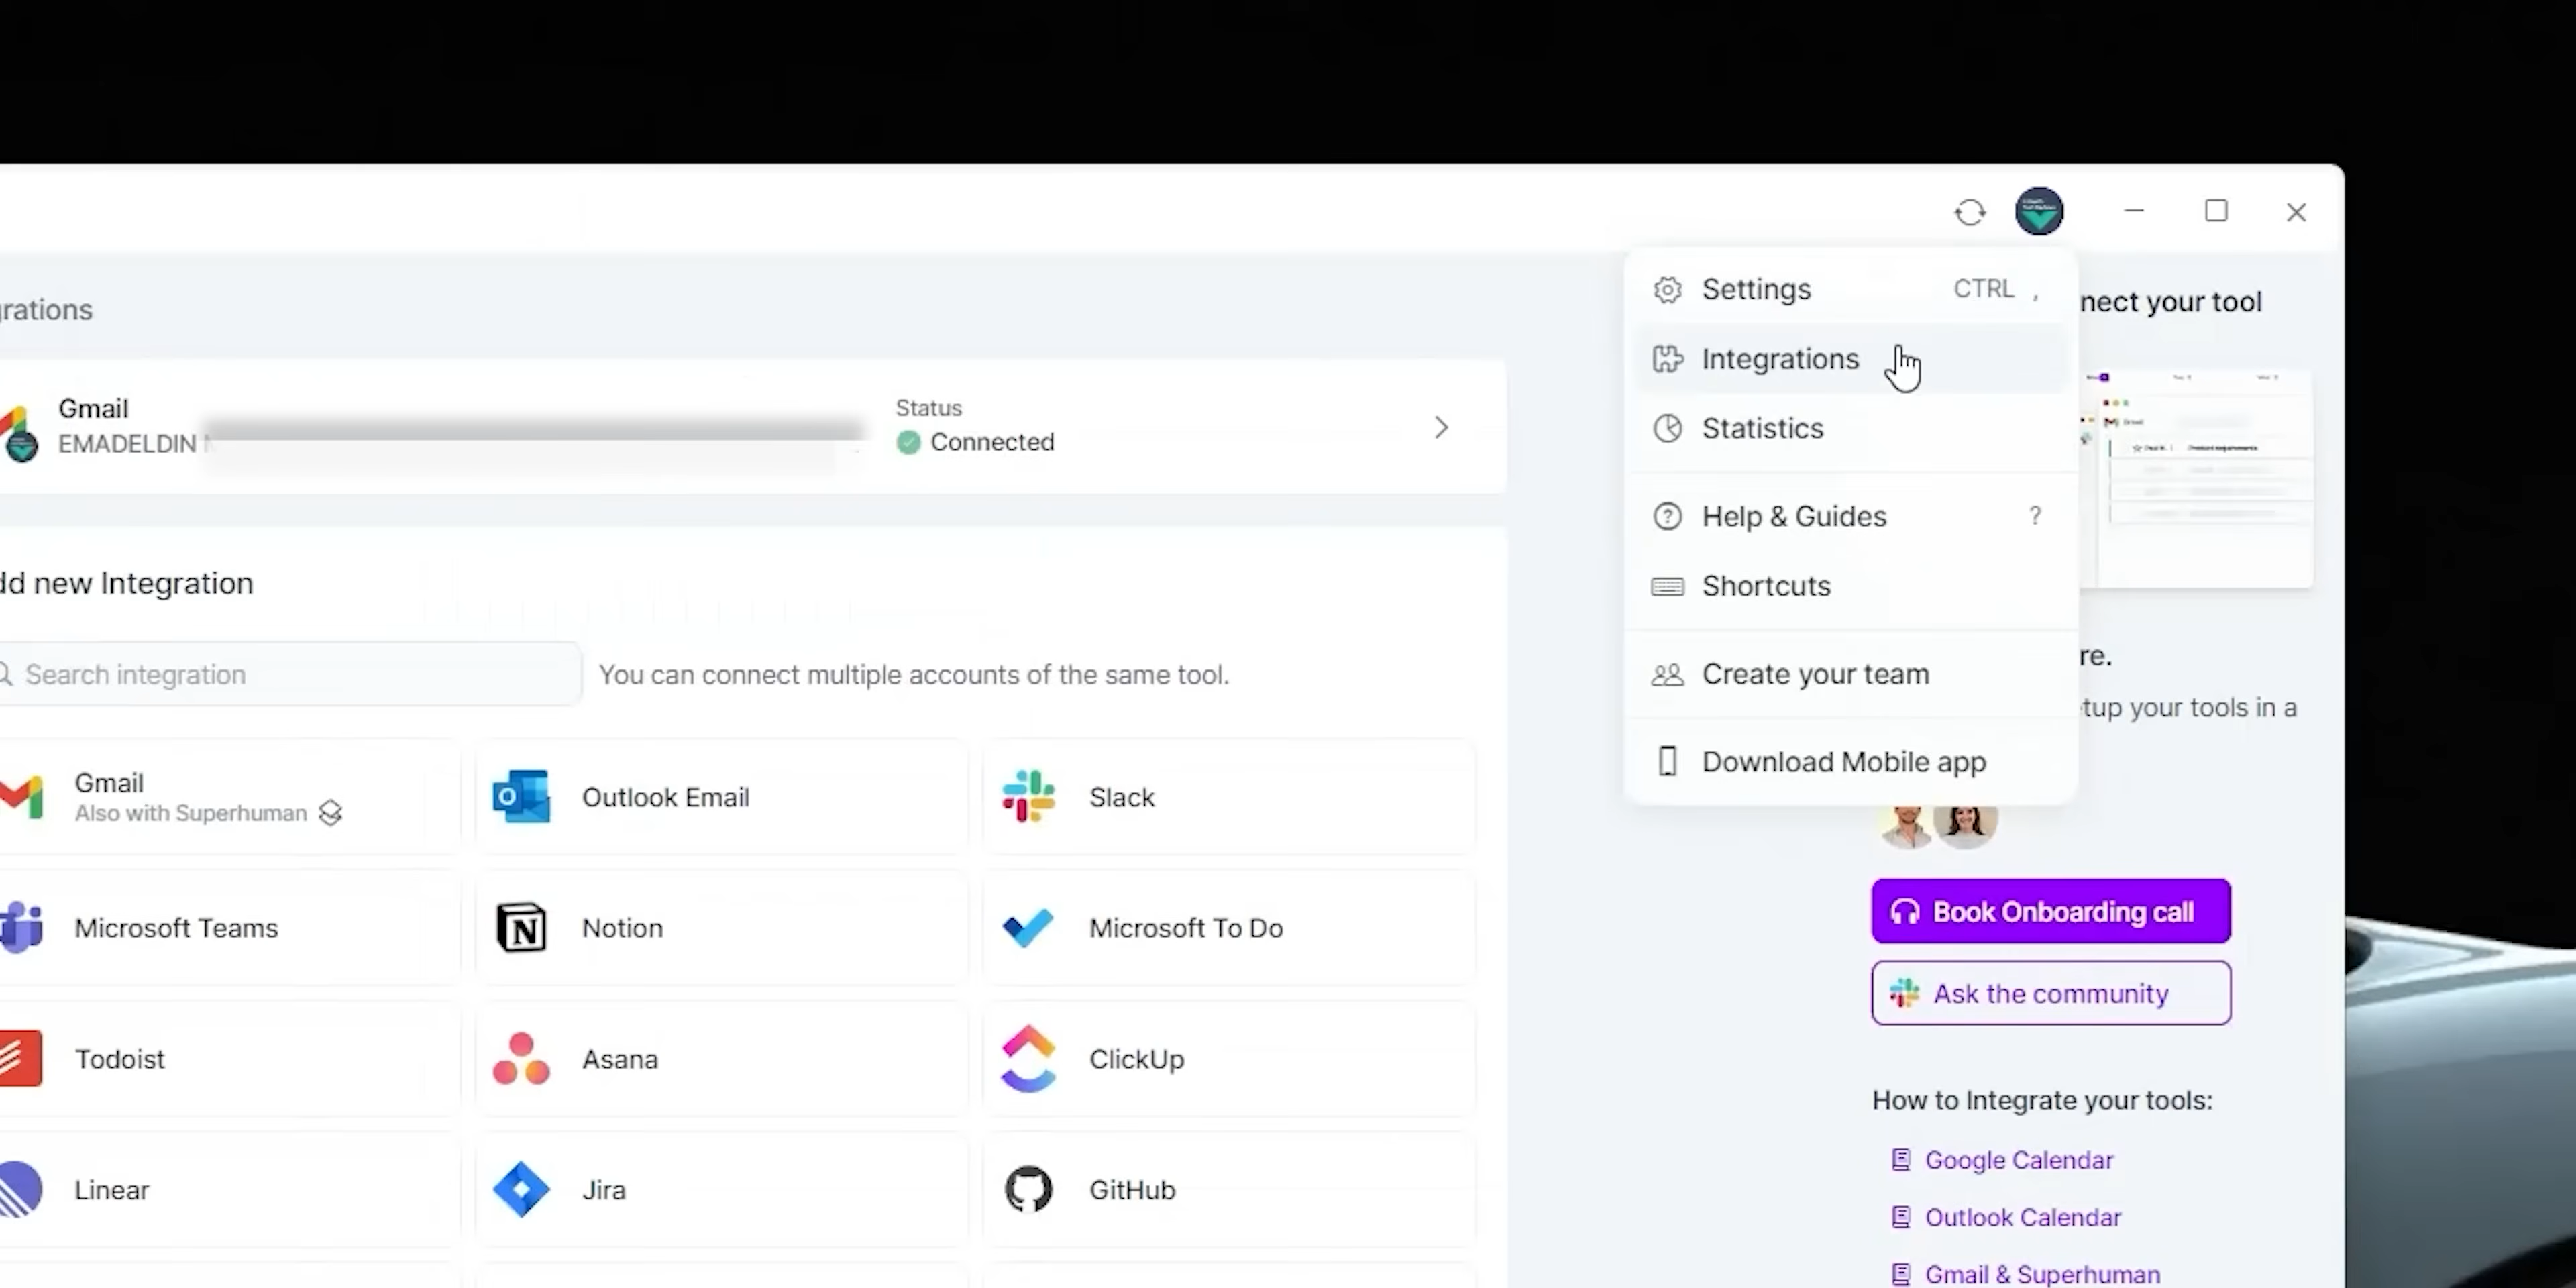 Settings CTRL ,
Integrations
Statistics
Help & Guides ?
Shortcuts
Create your team
Download Mobile app
grations
Gmail
EMADELDIN
Status
Connected
dd new Integration
Search integration
You can connect multiple accounts of the same tool.
Gmail
Also with Superhuman
Outlook Email
Slack
Microsoft Teams
Notion
Microsoft To Do
Todoist
Asana
ClickUp
Linear
Jira
GitHub
nect your tool
re.
tup your tools in a
Book Onboarding call
Ask the community
How to Integrate your tools:
Google Calendar
Outlook Calendar
Gmail & Superhuman